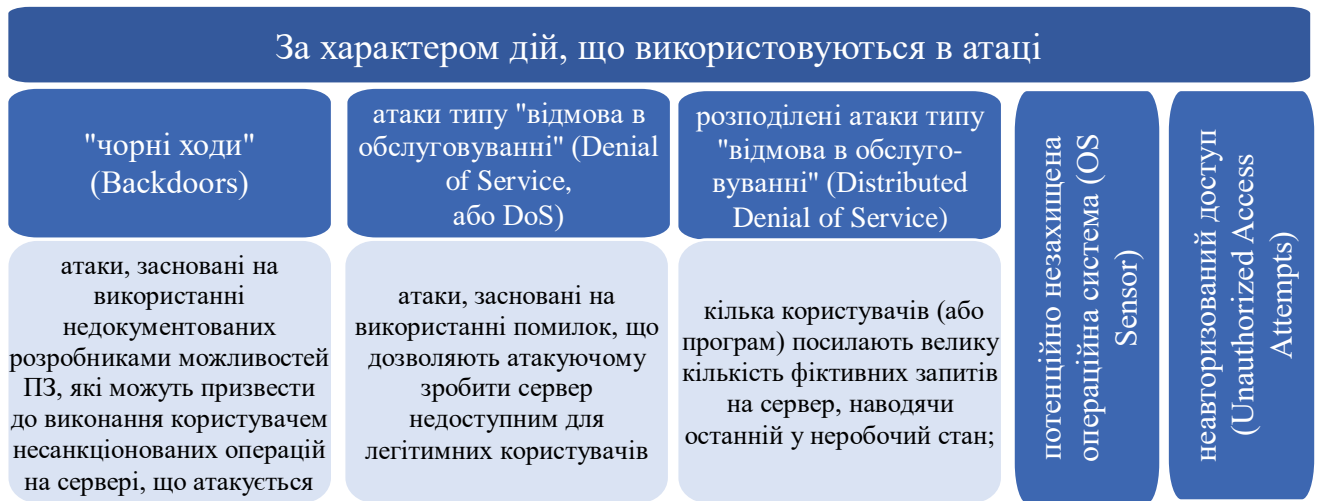 За характером дій, що використовуються в атаці
"чорні ходи"
(Backdoors)
атаки, засновані на
використанні
недокументованих
розробниками можливостей
ПЗ, які можуть призвести
до виконання користувачем
несанкціонованих операцій
на сервері, що атакується
атаки типу "відмова в
обслуговуванні" (Denial
of Service,
або DoS)
атаки, засновані на
використанні помилок, що
дозволяють атакуючому
зробити сервер
недоступним для
легітимних користувачів
розподілені атаки типу
"відмова в обслуго-
вуванні" (Distributed
Denial of Service)
кілька користувачів (або
програм) посилають велику
кількість фіктивних запитів
на сервер, наводячи
останній у неробочий стан;
потенційно незахищена
операційна система (OS
Sensor)
неавторизований доступ
(Unauthorized Access
Attempts)